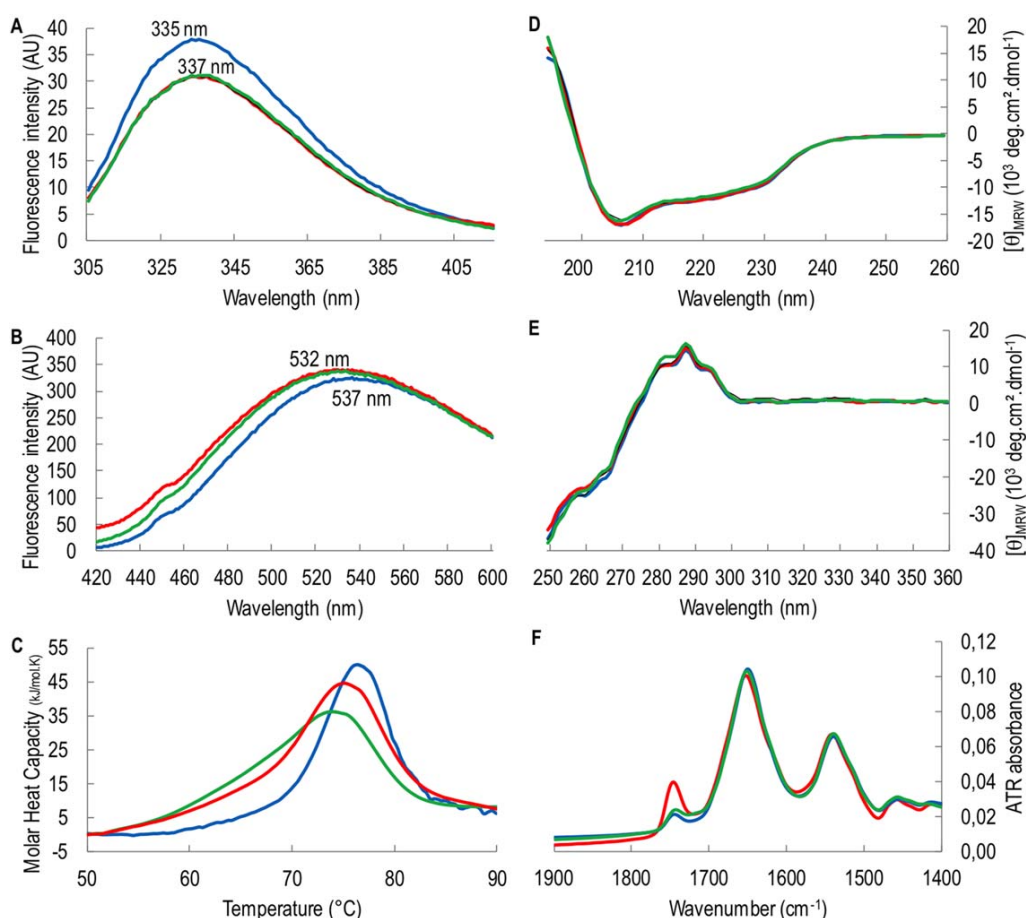 A
335 nm
337 nm
40
35
30
25
20
15
10
5
0
Fluorescence intensity (AU)
305 325 345 365 385 405
Wavelength (nm)
D
20
15
10
5
0
-5
-10
-15
-20
[θ]MRW (10³ deg.cm².dmol-¹)
200 210 220 230 240 250 260
Wavelength (nm)
B
532 nm
537 nm
400
350
300
250
200
150
100
50
0
Fluorescence intensity (AU)
420 440 460 480 500 520 540 560 580 600
Wavelength (nm)
E
20
10
0
-10
-20
-30
-40
[θ]MRW (10³ deg.cm².dmol-¹)
250 260 270 280 290 300 310 320 330 340 350 360
Wavelength (nm)
C
55
45
35
25
15
5
-5
Molar Heat Capacity (kJ/mol.K)
50 60 70 80 90
Temperature (°C)
F
0,12
0,10
0,08
0,06
0,04
0,02
0,00
ATR absorbance
1900 1800 1700 1600 1500 1400
Wavenumber (cm-¹)